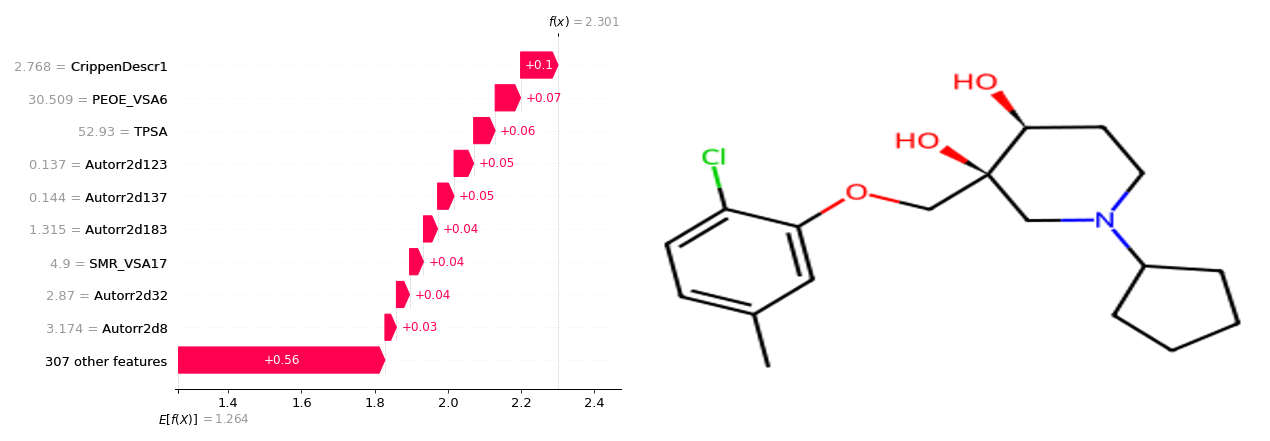 f(x) = 2.301
2.768 = CrippenDescr1
+0.1
30.509 = PEOE_VSA6
+0.07
52.93 = TPSA
+0.06
0.137 = Autorr2d123
+0.05
0.144 = Autorr2d137
+0.05
1.315 = Autorr2d183
+0.04
4.9 = SMR_VSA17
+0.04
2.87 = Autorr2d32
+0.04
3.174 = Autorr2d8
+0.03
307 other features
+0.56
1.4 1.6 1.8 2.0 2.2 2.4
E[f(X)] = 1.264
HO
HO
Cl
O
N